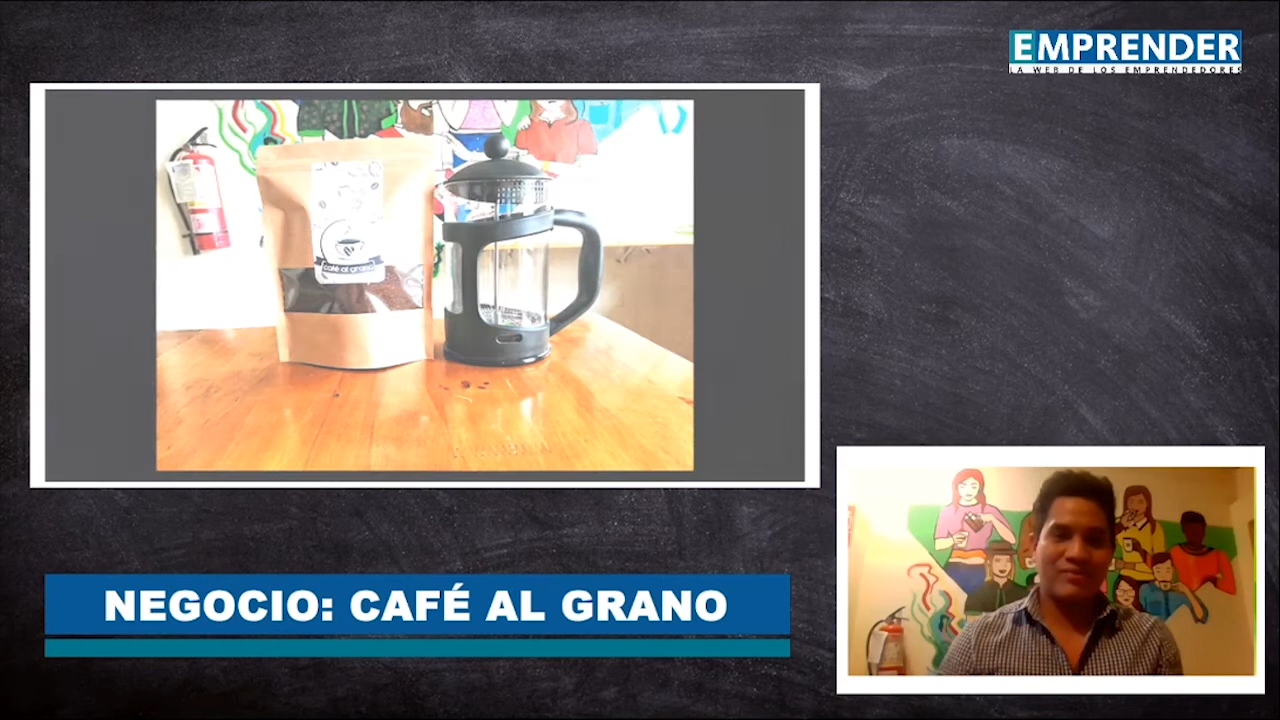 EMPRENDER
LA WEB DE LOS EMPRENDEDORES
café al grano
NEGOCIO: CAFÉ AL GRANO